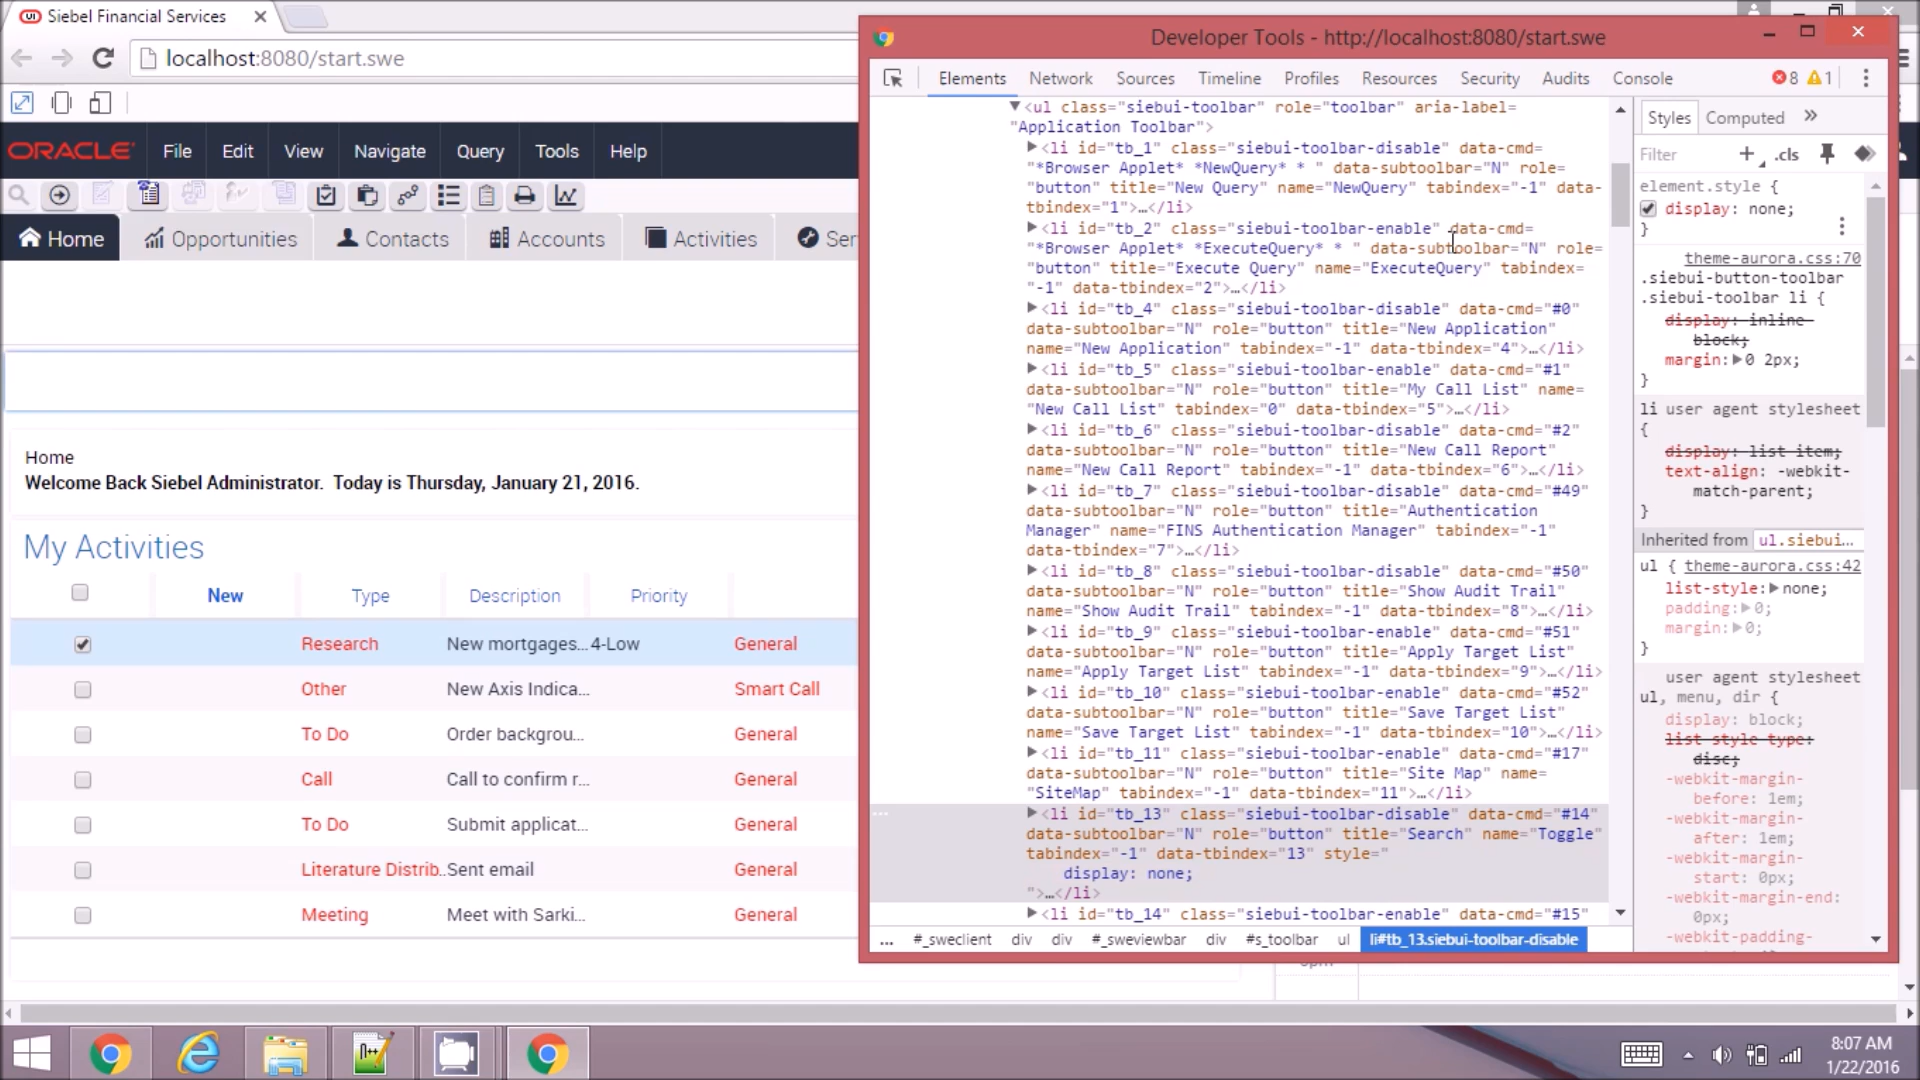 Siebel Financial Services
localhost:8080/start.swe
ORACLE File Edit View Navigate Query Tools Help
Home Opportunities Contacts Accounts Activities Ser
Home
Welcome Back Siebel Administrator. Today is Thursday, January 21, 2016.
My Activities
New Type Description Priority
Research New mortgages... 4-Low General
Other New Axis Indica... Smart Call
To Do Order backgrou... General
Call Call to confirm r... General
To Do Submit applicat... General
Literature Distrib.. Sent email General
Meeting Meet with Sarki... General
Developer Tools - http://localhost:8080/start.swe
Elements Network Sources Timeline Profiles Resources Security Audits Console 8 1
<ul class="siebui-toolbar" role="toolbar" aria-label=
"Application Toolbar">
<li id="tb_1" class="siebui-toolbar-disable" data-cmd=
"*Browser Applet* *NewQuery* * " data-subtoolbar="N" role=
"button" title="New Query" name="NewQuery" tabindex="-1" data-
tbindex="1">…</li>
<li id="tb_2" class="siebui-toolbar-enable" data-cmd=
"*Browser Applet* *ExecuteQuery* * " data-subtoolbar="N" role=
"button" title="Execute Query" name="ExecuteQuery" tabindex=
"-1" data-tbindex="2">…</li>
<li id="tb_4" class="siebui-toolbar-disable" data-cmd="#0"
data-subtoolbar="N" role="button" title="New Application"
name="New Application" tabindex="-1" data-tbindex="4">…</li>
<li id="tb_5" class="siebui-toolbar-enable" data-cmd="#1"
data-subtoolbar="N" role="button" title="My Call List" name=
"New Call List" tabindex="0" data-tbindex="5">…</li>
<li id="tb_6" class="siebui-toolbar-disable" data-cmd="#2"
data-subtoolbar="N" role="button" title="New Call Report"
name="New Call Report" tabindex="-1" data-tbindex="6">…</li>
<li id="tb_7" class="siebui-toolbar-disable" data-cmd="#49"
data-subtoolbar="N" role="button" title="Authentication
Manager" name="FINS Authentication Manager" tabindex="-1"
data-tbindex="7">…</li>
<li id="tb_8" class="siebui-toolbar-disable" data-cmd="#50"
data-subtoolbar="N" role="button" title="Show Audit Trail"
name="Show Audit Trail" tabindex="-1" data-tbindex="8">…</li>
<li id="tb_9" class="siebui-toolbar-enable" data-cmd="#51"
data-subtoolbar="N" role="button" title="Apply Target List"
name="Apply Target List" tabindex="-1" data-tbindex="9">…</li>
<li id="tb_10" class="siebui-toolbar-enable" data-cmd="#52"
data-subtoolbar="N" role="button" title="Save Target List"
name="Save Target List" tabindex="-1" data-tbindex="10">…</li>
<li id="tb_11" class="siebui-toolbar-enable" data-cmd="#17"
data-subtoolbar="N" role="button" title="Site Map" name=
"SiteMap" tabindex="-1" data-tbindex="11">…</li>
<li id="tb_13" class="siebui-toolbar-disable" data-cmd="#14"
data-subtoolbar="N" role="button" title="Search" name="Toggle"
tabindex="-1" data-tbindex="13" style="
display: none;
">…</li>
<li id="tb_14" class="siebui-toolbar-enable" data-cmd="#15"
... #_sweclient div div #_sweviewbar div #s_toolbar ul li#tb_13.siebui-toolbar-disable
Styles Computed »
Filter + .cls
element.style {
display: none;
}
theme-aurora.css:70
.siebui-button-toolbar
.siebui-toolbar li {
display: inline-
block;
margin: 0 2px;
}
li user agent stylesheet
{
display: list-item;
text-align: -webkit-
match-parent;
}
Inherited from ul.siebui…
ul { theme-aurora.css:42
list-style: none;
padding: 0;
margin: 0;
}
user agent stylesheet
ul, menu, dir {
display: block;
list-style-type:
disc;
-webkit-margin-
before: 1em;
-webkit-margin-
after: 1em;
-webkit-margin-
start: 0px;
-webkit-margin-end:
0px;
-webkit-padding-
8:07 AM
1/22/2016